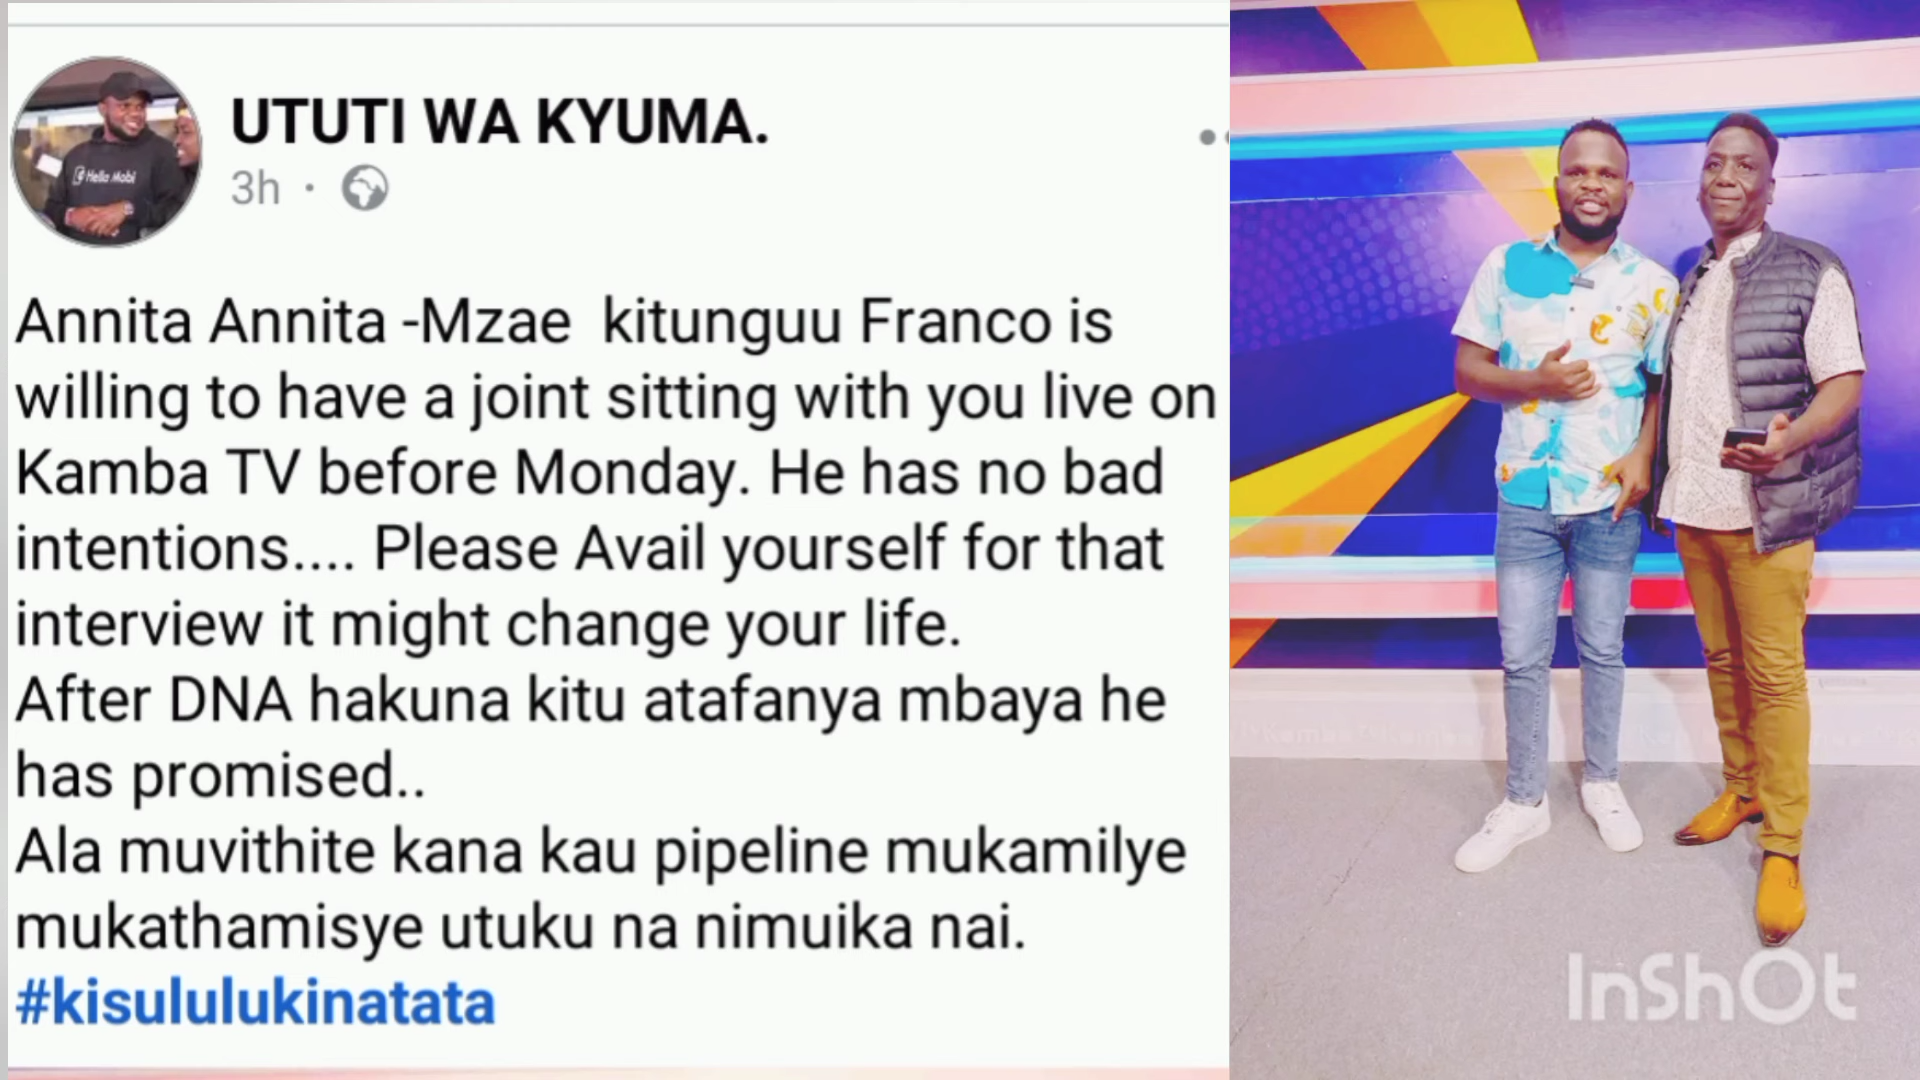 UTUTI WA KYUMA.
3h
Hello Mobi
Annita Annita -Mzae kitunguu Franco is
willing to have a joint sitting with you live on
Kamba TV before Monday. He has no bad
intentions.... Please Avail yourself for that
interview it might change your life.
After DNA hakuna kitu atafanya mbaya he
has promised..
Ala muvithite kana kau pipeline mukamilye
mukathamisye utuku na nimuika nai.
#kisululukinatata
InShOt